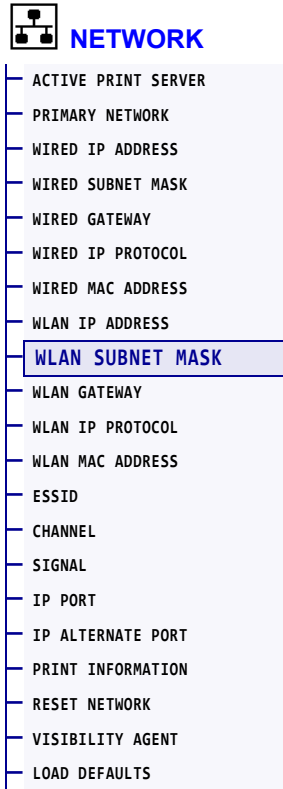 NETWORK
ACTIVE PRINT SERVER
PRIMARY NETWORK
WIRED IP ADDRESS
WIRED SUBNET MASK
WIRED GATEWAY
WIRED IP PROTOCOL
WIRED MAC ADDRESS
WLAN IP ADDRESS
WLAN SUBNET MASK
WLAN GATEWAY
WLAN IP PROTOCOL
WLAN MAC ADDRESS
ESSID
CHANNEL
SIGNAL
IP PORT
IP ALTERNATE PORT
PRINT INFORMATION
RESET NETWORK
VISIBILITY AGENT
LOAD DEFAULTS